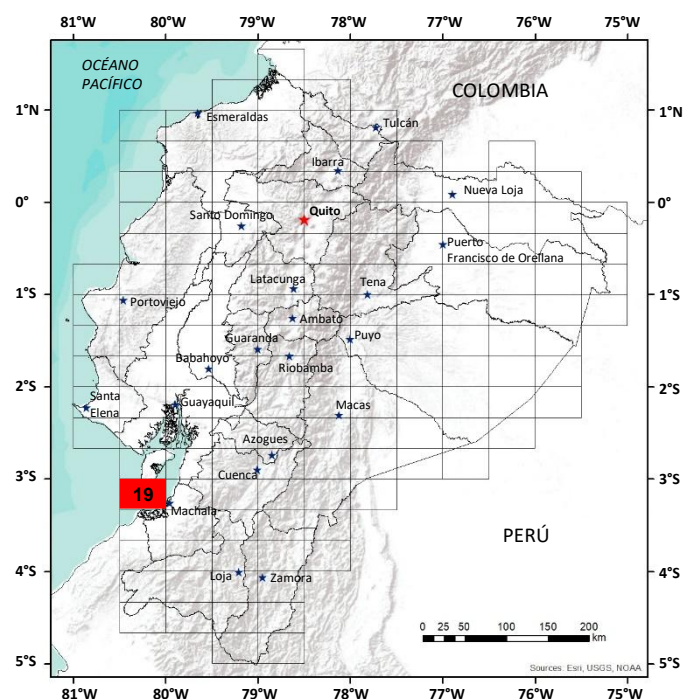 81°W 80°W 79°W 78°W 77°W 76°W 75°W
OCÉANO
PACÍFICO
COLOMBIA
1°N 1°N
Esmeraldas
Tulcán
Ibarra
Nueva Loja
0° 0°
Quito
Santo Domingo
Puerto
Francisco de Orellana
Latacunga
Tena
1°S 1°S
Portoviejo
Ambato
Guaranda
Puyo
Babahoyo
Riobamba
2°S 2°S
Santa
Elena
Guayaquil
Macas
Azogues
3°S 3°S
Cuenca
19
Machala
PERÚ
4°S 4°S
Loja
Zamora
0 25 50 100 150 200
km
Sources: Esri, USGS, NOAA
5°S 5°S
81°W 80°W 79°W 78°W 77°W 76°W 75°W